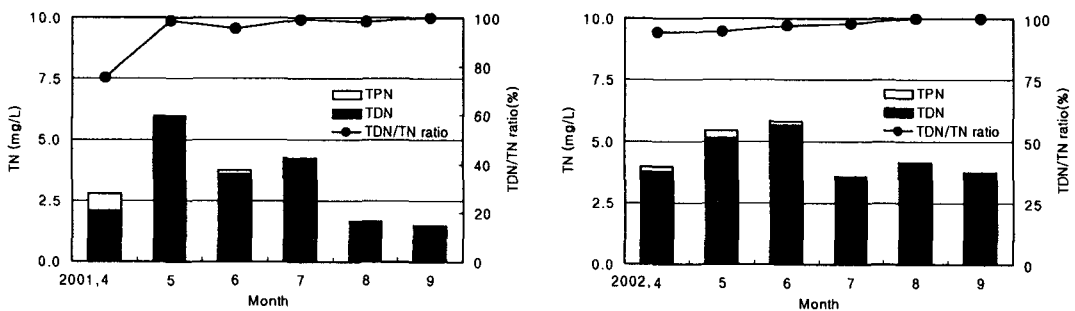 10.0
7.5
5.0
2.5
0.0
TN (mg/L)
100
80
60
40
20
0
TDN/TN ratio(%)
TPN
TDN
TDN/TN ratio
2001,4 5 6 7 8 9
Month
10.0
7.5
5.0
2.5
0.0
TN (mg/L)
100
75
50
25
0
TDN/TN ratio(%)
TPN
TDN
TDN/TN ratio
2002,4 5 6 7 8 9
Month